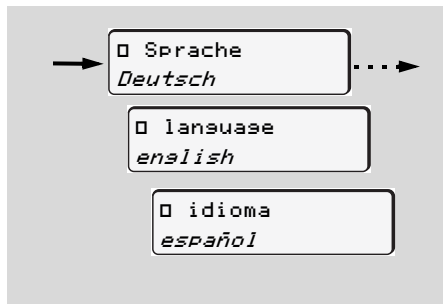 ▯ Sprache
Deutsch
▯ language
english
▯ idioma
español